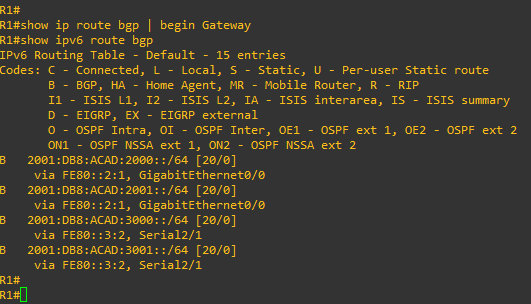 R1#
R1#show ip route bgp | begin Gateway
R1#show ipv6 route bgp
IPv6 Routing Table - Default - 15 entries
Codes: C - Connected, L - Local, S - Static, U - Per-user Static route
       B - BGP, HA - Home Agent, MR - Mobile Router, R - RIP
       I1 - ISIS L1, I2 - ISIS L2, IA - ISIS interarea, IS - ISIS summary
       D - EIGRP, EX - EIGRP external
       O - OSPF Intra, OI - OSPF Inter, OE1 - OSPF ext 1, OE2 - OSPF ext 2
       ON1 - OSPF NSSA ext 1, ON2 - OSPF NSSA ext 2
B   2001:DB8:ACAD:2000::/64 [20/0]
     via FE80::2:1, GigabitEthernet0/0
B   2001:DB8:ACAD:2001::/64 [20/0]
     via FE80::2:1, GigabitEthernet0/0
B   2001:DB8:ACAD:3000::/64 [20/0]
     via FE80::3:2, Serial2/1
B   2001:DB8:ACAD:3001::/64 [20/0]
     via FE80::3:2, Serial2/1
R1#
R1#